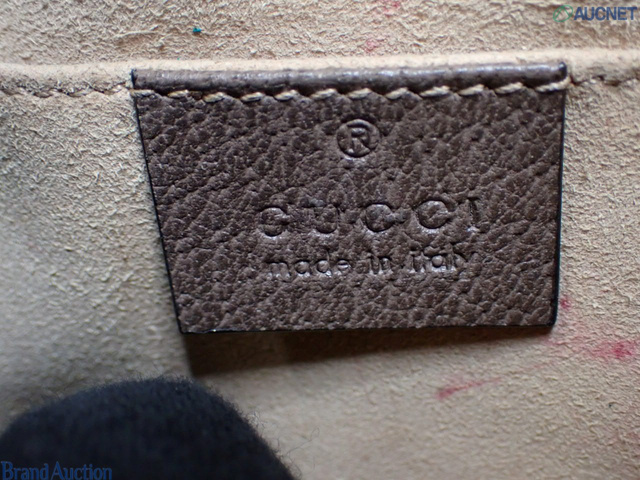 AUCNET
®
GUCCI
made in italy
Brand Auction